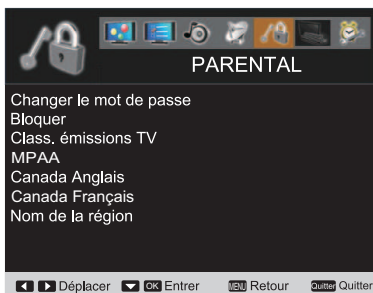 PARENTAL
Changer le mot de passe
Bloquer
Class. émissions TV
MPAA
Canada Anglais
Canada Français
Nom de la région
Déplacer OK Entrer MENU Retour Quitter Quitter